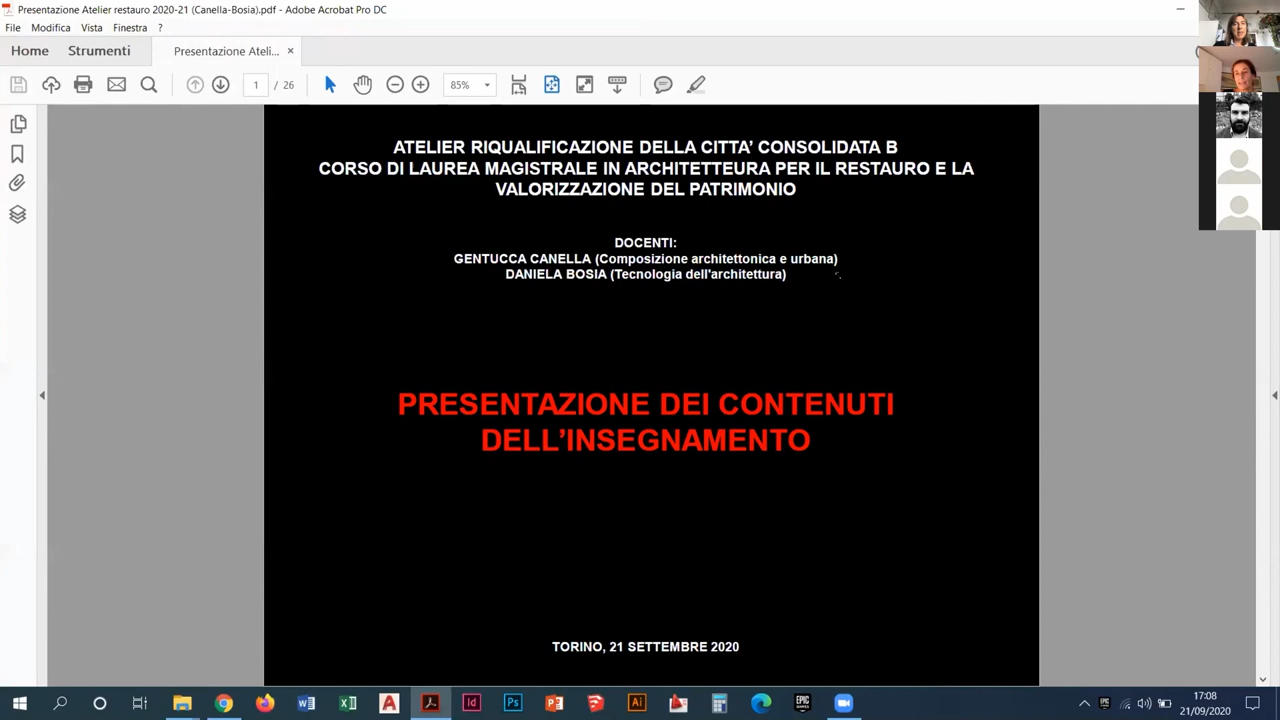 Presentazione Atelier restauro 2020-21 (Canella-Bosia).pdf - Adobe Acrobat Pro DC
File Modifica Vista Finestra ?
Home Strumenti Presentazione Ateli... ×
1 / 26 85%
ATELIER RIQUALIFICAZIONE DELLA CITTA’ CONSOLIDATA B
CORSO DI LAUREA MAGISTRALE IN ARCHITETTEURA PER IL RESTAURO E LA
VALORIZZAZIONE DEL PATRIMONIO
DOCENTI:
GENTUCCA CANELLA (Composizione architettonica e urbana)
DANIELA BOSIA (Tecnologia dell'architettura)
PRESENTAZIONE DEI CONTENUTI
DELL’INSEGNAMENTO
TORINO, 21 SETTEMBRE 2020
17:08
21/09/2020